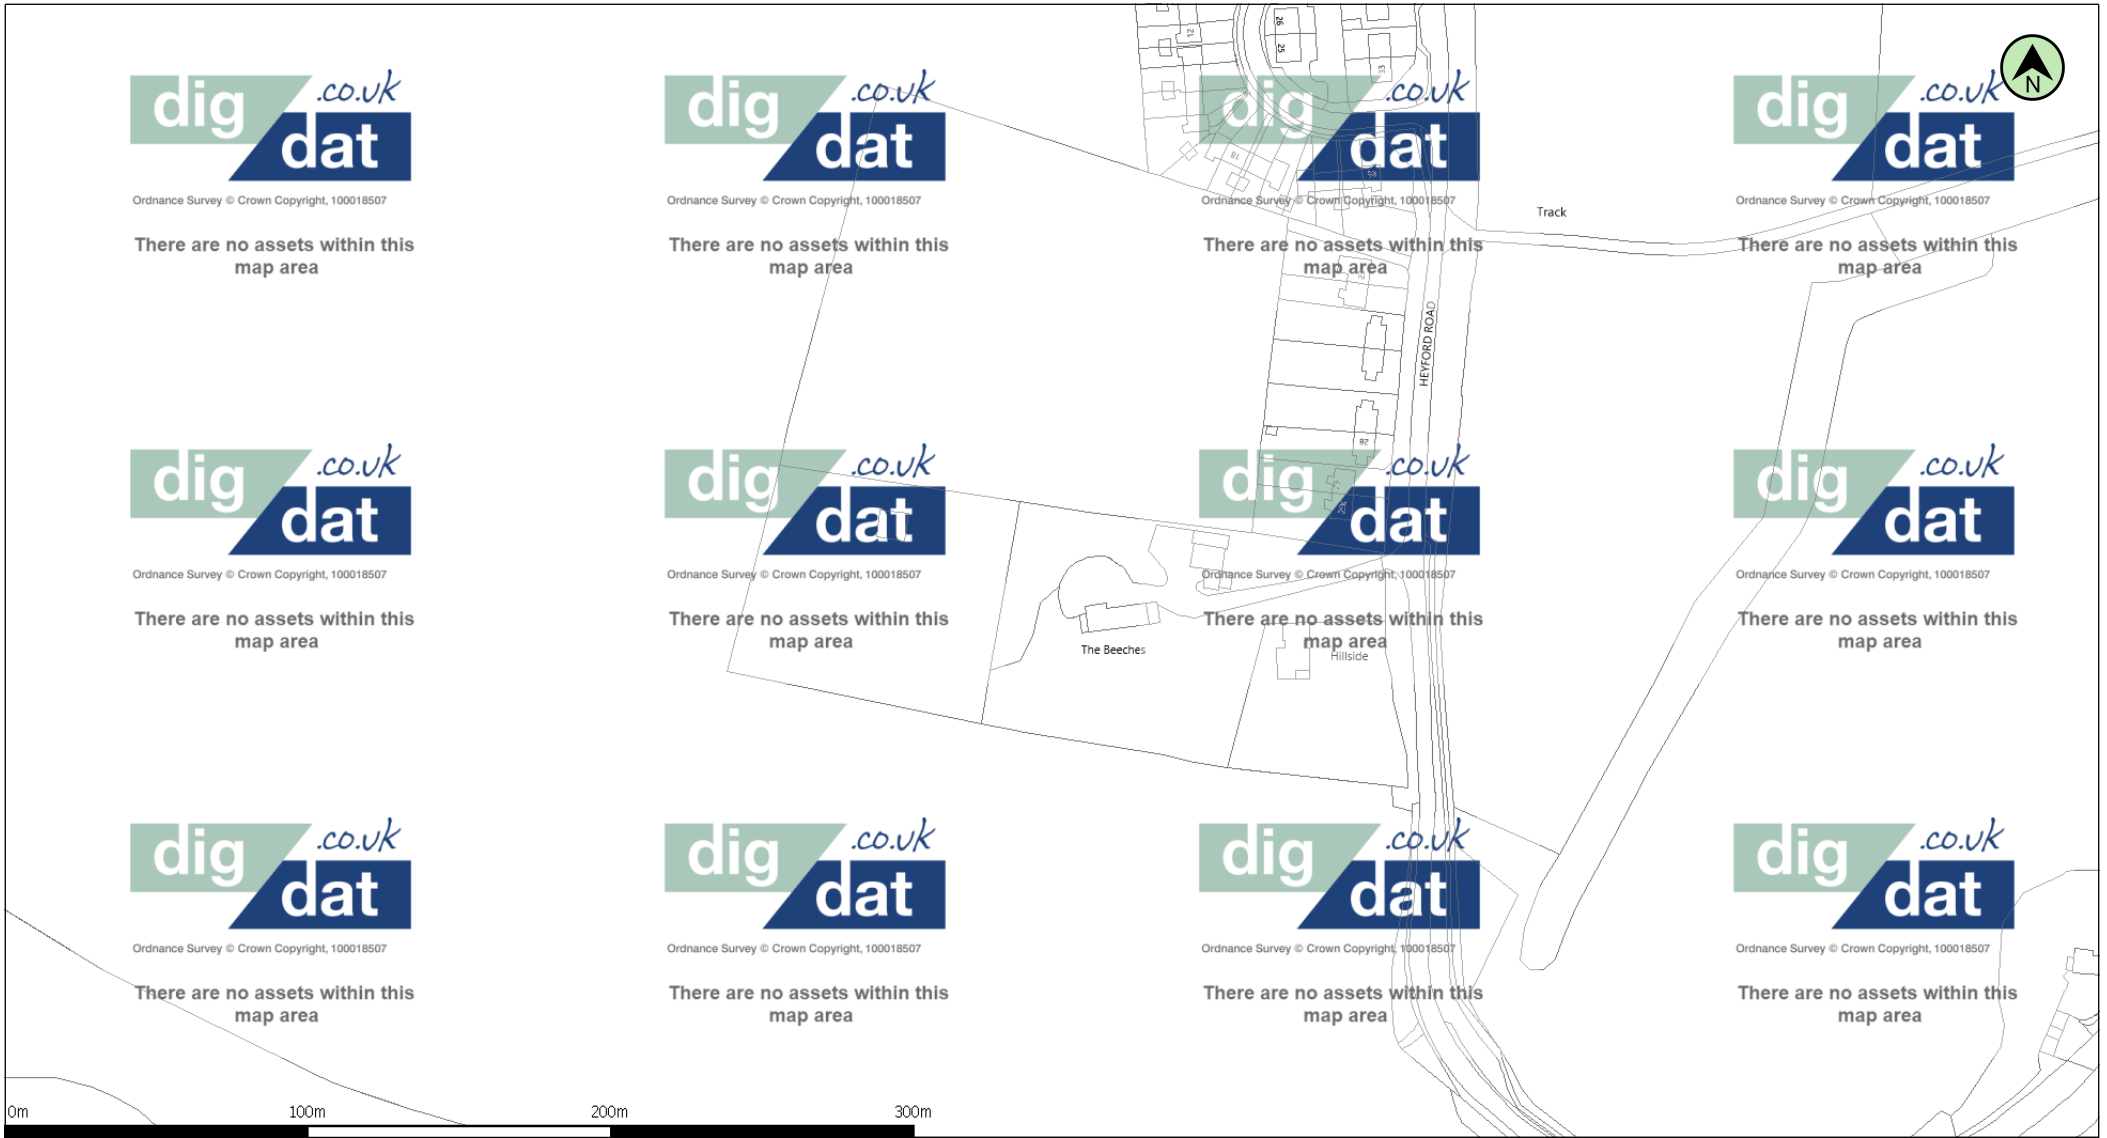 12
26
25
33
N
dig .co.uk
dat
Ordnance Survey © Crown Copyright, 100018507
There are no assets within this
map area
dig .co.uk
dat
Ordnance Survey © Crown Copyright, 100018507
There are no assets within this
map area
dig .co.uk
dat
18
Ordnance Survey © Crown Copyright, 100018507
There are no assets within this
map area
dig .co.uk
dat
Ordnance Survey © Crown Copyright, 100018507
There are no assets within this
map area
Track
HEYFORD ROAD
28
dig .co.uk
dat
Ordnance Survey © Crown Copyright, 100018507
There are no assets within this
map area
dig .co.uk
dat
Ordnance Survey © Crown Copyright, 100018507
There are no assets within this
map area
dig .co.uk
dat
Ordnance Survey © Crown Copyright, 100018507
There are no assets within this
map area
dig .co.uk
dat
Ordnance Survey © Crown Copyright, 100018507
There are no assets within this
map area
The Beeches
Hillside
dig .co.uk
dat
Ordnance Survey © Crown Copyright, 100018507
There are no assets within this
map area
dig .co.uk
dat
Ordnance Survey © Crown Copyright, 100018507
There are no assets within this
map area
dig .co.uk
dat
Ordnance Survey © Crown Copyright, 100018507
There are no assets within this
map area
dig .co.uk
dat
Ordnance Survey © Crown Copyright, 100018507
There are no assets within this
map area
0m 100m 200m 300m